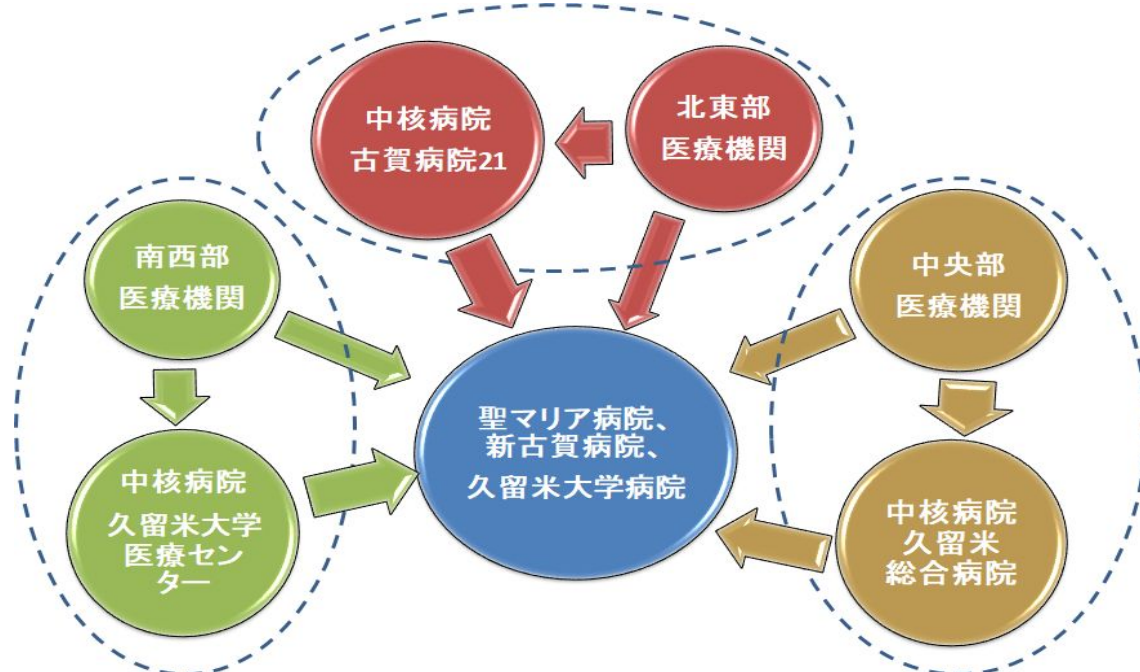 中核病院
古賀病院21
北東部
医療機関
南西部
医療機関
中央部
医療機関
聖マリア病院、
新古賀病院、
久留米大学病院
中核病院
久留米大学
医療セン
ター
中核病院
久留米
総合病院